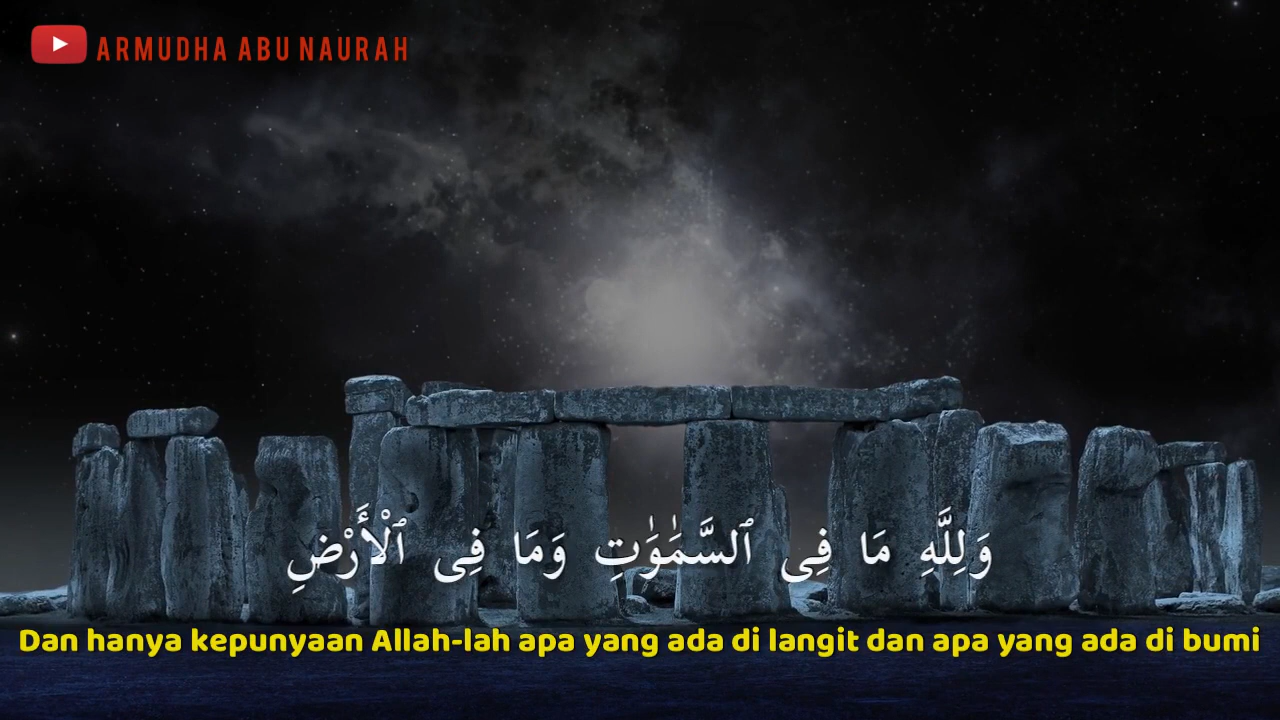 ARMUDHA ABU NAURAH
وَلِلَّهِ مَا فِى ٱلسَّمَٰوَٰتِ وَمَا فِى ٱلْأَرْضِ
Dan hanya kepunyaan Allah-lah apa yang ada di langit dan apa yang ada di bumi